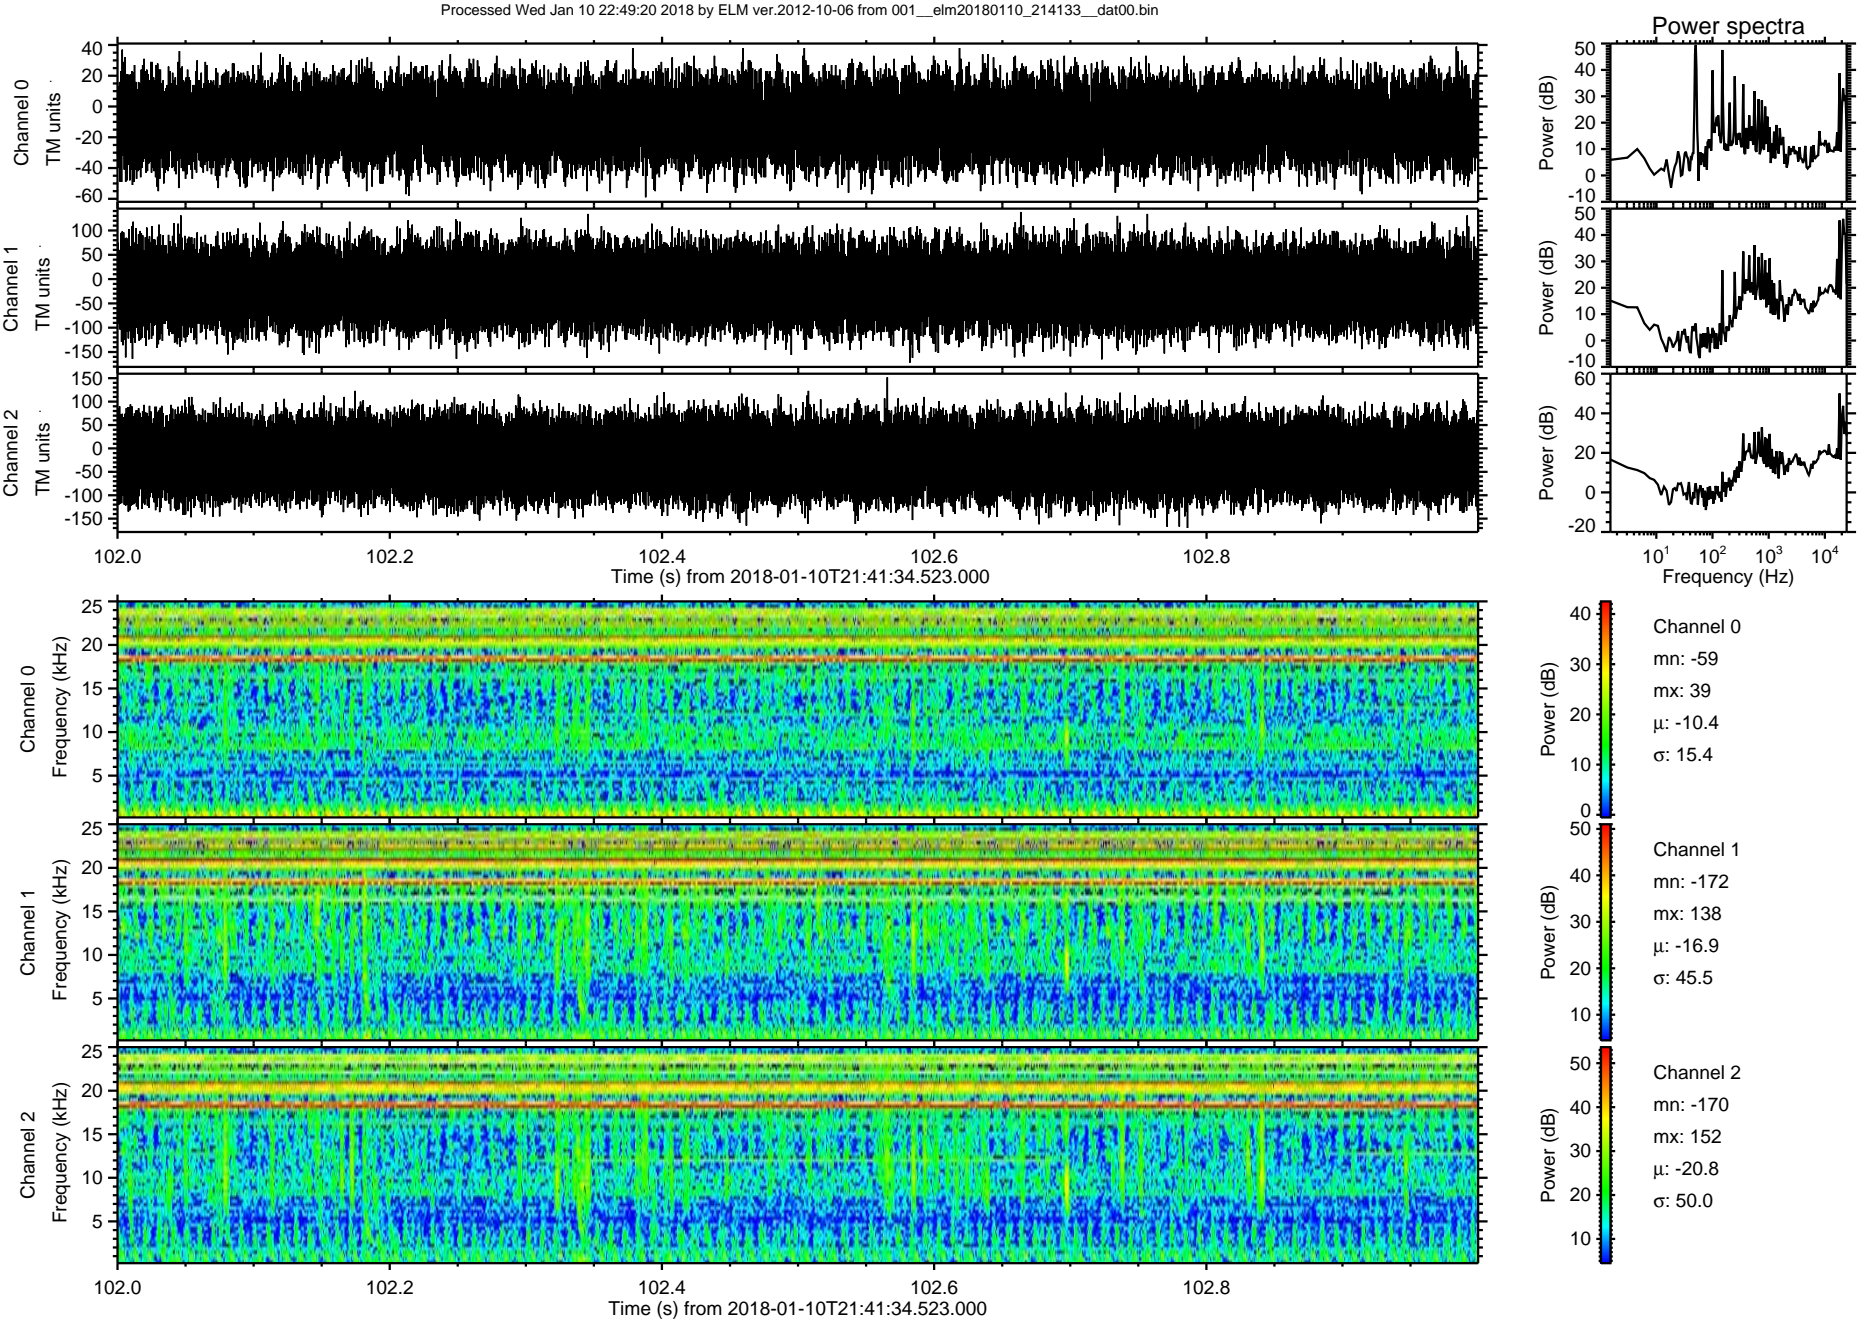 Processed Wed Jan 10 22:49:20 2018 by ELM ver.2012-10-06 from 001__elm20180110_214133__dat00.bin
Power spectra
Channel 0
TM units
40
20
0
-20
-40
-60
Power (dB)
50
40
30
20
10
0
-10
Channel 1
TM units
100
50
0
-50
-100
-150
Power (dB)
50
40
30
20
10
0
-10
Channel 2
TM units
150
100
50
0
-50
-100
-150
Power (dB)
60
40
20
0
-20
102.0 102.2 102.4 102.6 102.8
Time (s) from 2018-01-10T21:41:34.523.000
10¹ 10² 10³ 10⁴
Frequency (Hz)
Channel 0
Frequency (kHz)
25
20
15
10
5
Power (dB)
40
30
20
10
0
Channel 0
mn: -59
mx: 39
μ: -10.4
σ: 15.4
Channel 1
Frequency (kHz)
25
20
15
10
5
Power (dB)
50
40
30
20
10
Channel 1
mn: -172
mx: 138
μ: -16.9
σ: 45.5
Channel 2
Frequency (kHz)
25
20
15
10
5
Power (dB)
50
40
30
20
10
Channel 2
mn: -170
mx: 152
μ: -20.8
σ: 50.0
102.0 102.2 102.4 102.6 102.8
Time (s) from 2018-01-10T21:41:34.523.000